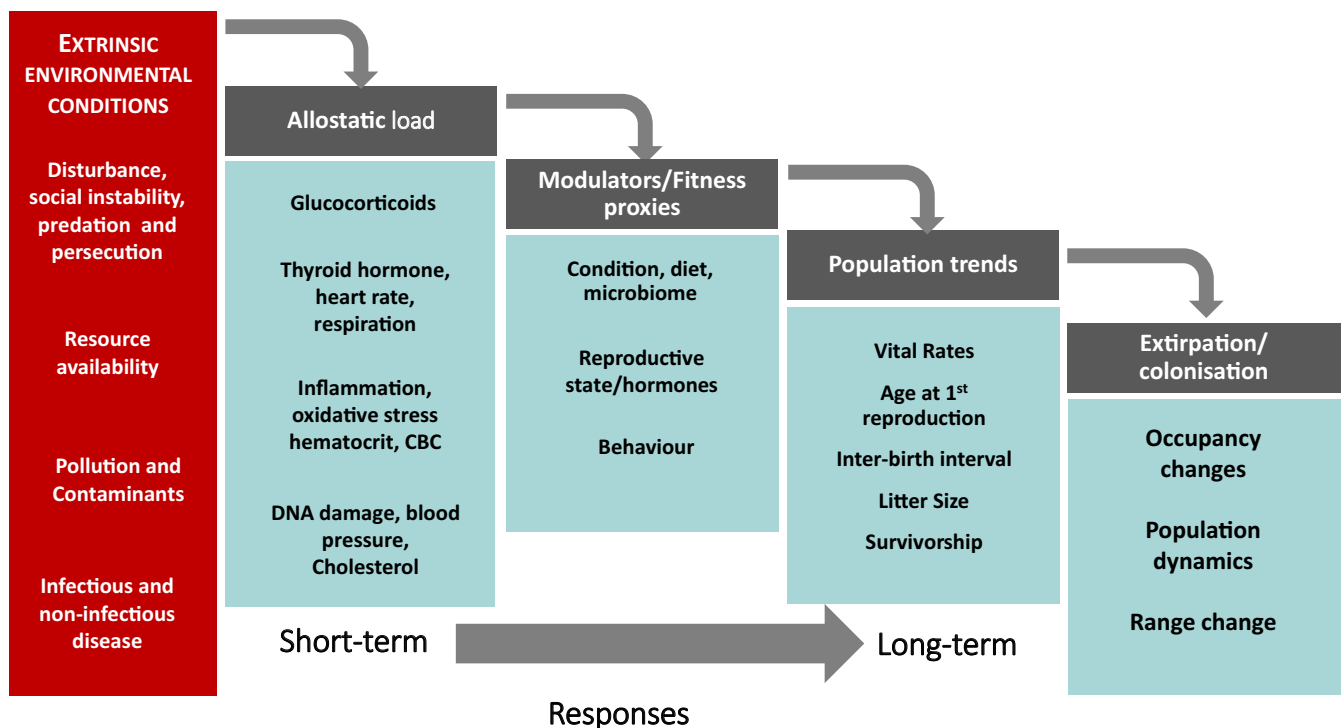 EXTRINSIC
ENVIRONMENTAL
CONDITIONS
Disturbance,
social instability,
predation and
persecution
Resource
availability
Pollution and
Contaminants
Infectious and
non-infectious
disease
Allostatic load
Glucocorticoids
Thyroid hormone,
heart rate,
respiration
Inflammation,
oxidative stress
hematocrit, CBC
DNA damage, blood
pressure,
Cholesterol
Modulators/Fitness
proxies
Condition, diet,
microbiome
Reproductive
state/hormones
Behaviour
Population trends
Vital Rates
Age at 1st
reproduction
Inter-birth interval
Litter Size
Survivorship
Extirpation/
colonisation
Occupancy
changes
Population
dynamics
Range change
Short-term
Long-term
Responses